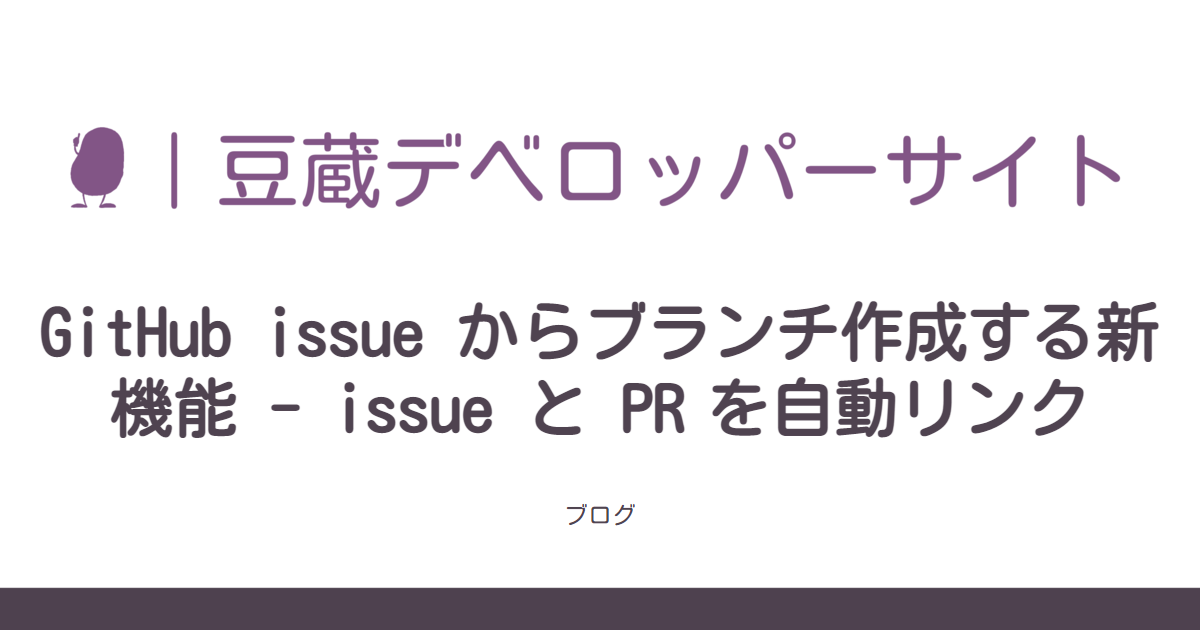 ｜豆蔵デベロッパーサイト
GitHub issue からブランチ作成する新
機能 - issue と PR を自動リンク
ブログ